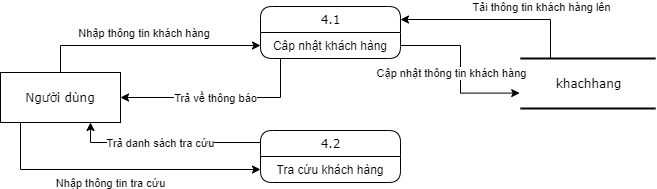 Tải thông tin khách hàng lên
4.1
Nhập thông tin khách hàng
Cập nhật khách hàng
Cập nhật thông tin khách hàng
khachhang
Người dùng
Trả về thông báo
Trả danh sách tra cứu
4.2
Tra cứu khách hàng
Nhập thông tin tra cứu